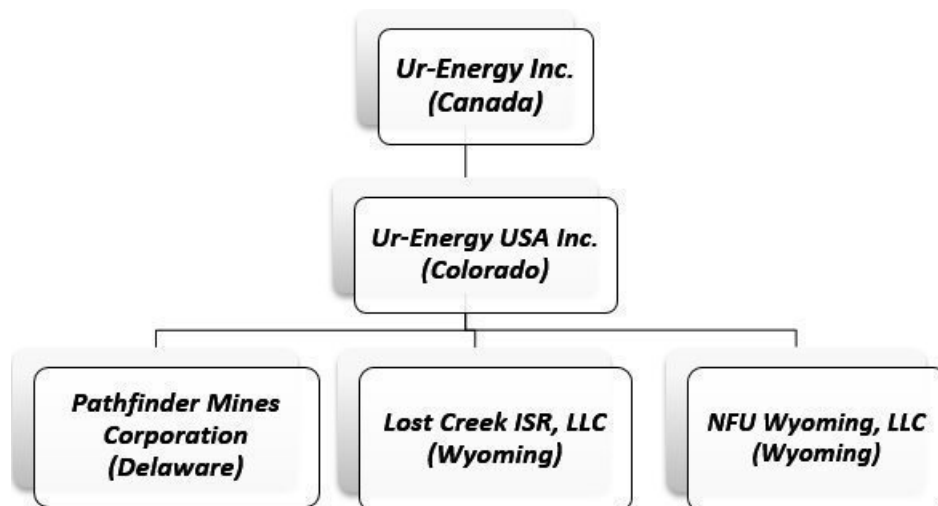 Ur-Energy Inc.
(Canada)
Ur-Energy USA Inc.
(Colorado)
Pathfinder Mines
Corporation
(Delaware)
Lost Creek ISR, LLC
(Wyoming)
NFU Wyoming, LLC
(Wyoming)